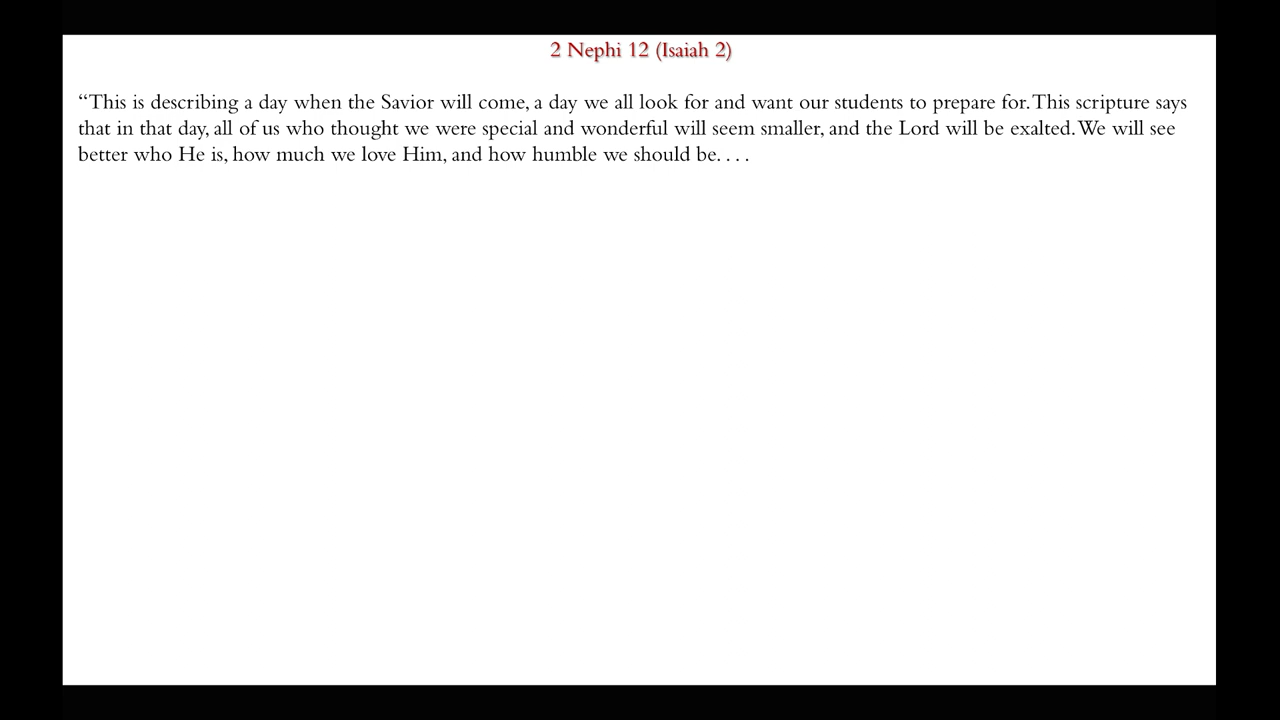 2 Nephi 12 (Isaiah 2)
“This is describing a day when the Savior will come, a day we all look for and want our students to prepare for. This scripture says
that in that day, all of us who thought we were special and wonderful will seem smaller, and the Lord will be exalted. We will see
better who He is, how much we love Him, and how humble we should be. . . .